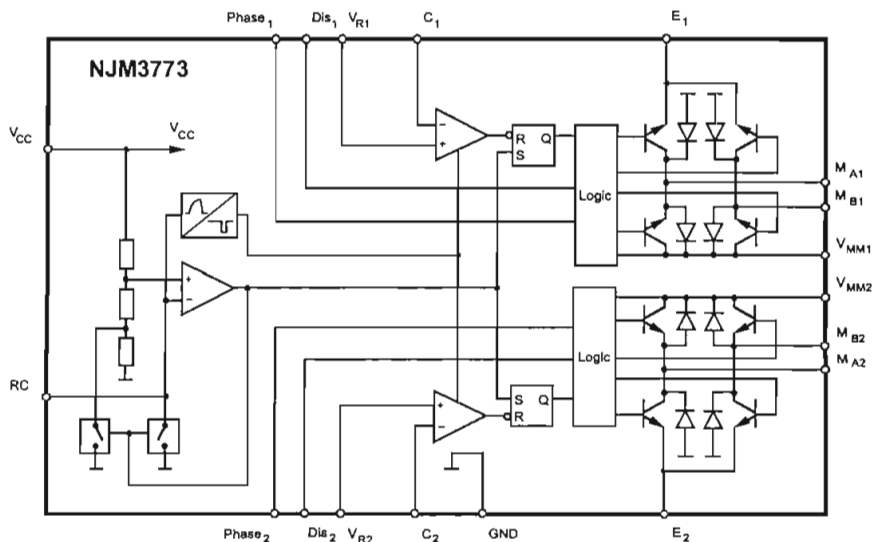 Phase1 Dis1 VR1 C1 E1
NJM3773
VCC VCC
R Q
S
+
−
Logic
MA1
MB1
VMM1
+
−
VMM2
MB2
MA2
Logic
RC
S Q
R
+
−
Phase2 Dis2 VR2 C2 GND E2